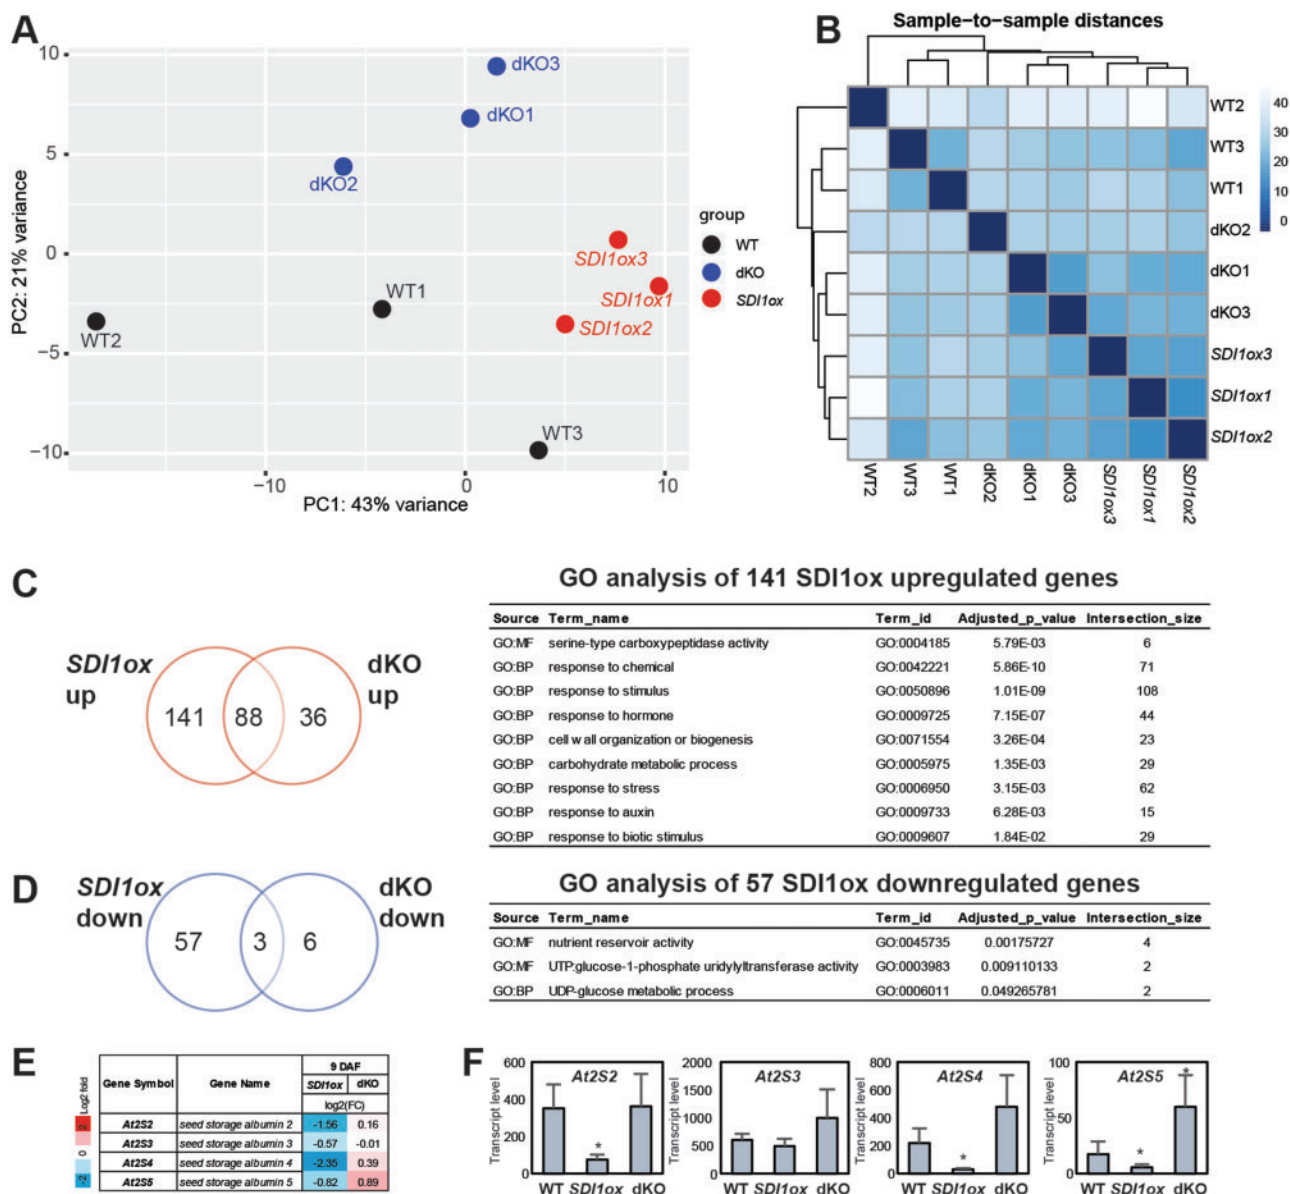 A
10
5
0
−5
−10
PC2: 21% variance
dKO3
dKO1
dKO2
SDI1ox3
SDI1ox1
SDI1ox2
WT1
WT2
WT3
−10
0
10
PC1: 43% variance
group
WT
dKO
SDI1ox
B
Sample−to−sample distances
40
30
20
10
0
WT2
WT3
WT1
dKO2
dKO1
dKO3
SDI1ox3
SDI1ox1
SDI1ox2
WT2 WT3 WT1 dKO2 dKO1 dKO3 SDI1ox3 SDI1ox1 SDI1ox2
C
SDI1ox up
dKO up
141 88 36
GO analysis of 141 SDI1ox upregulated genes
Source Term_name Term_id Adjusted_p_value Intersection_size
GO:MF serine-type carboxypeptidase activity GO:0004185 5.79E-03 6
GO:BP response to chemical GO:0042221 5.86E-10 71
GO:BP response to stimulus GO:0050896 1.01E-09 108
GO:BP response to hormone GO:0009725 7.15E-07 44
GO:BP cell wall organization or biogenesis GO:0071554 3.26E-04 23
GO:BP carbohydrate metabolic process GO:0005975 1.35E-03 29
GO:BP response to stress GO:0006950 3.15E-03 62
GO:BP response to auxin GO:0009733 6.28E-03 15
GO:BP response to biotic stimulus GO:0009607 1.84E-02 29
D
SDI1ox down
dKO down
57 3 6
GO analysis of 57 SDI1ox downregulated genes
Source Term_name Term_id Adjusted_p_value Intersection_size
GO:MF nutrient reservoir activity GO:0045735 0.00175727 4
GO:MF UTP:glucose-1-phosphate uridylyltransferase activity GO:0003983 0.009110133 2
GO:BP UDP-glucose metabolic process GO:0006011 0.049265781 2
E
Log2 fold
2
0
-2
Gene Symbol Gene Name 9 DAF
SDI1ox dKO
log2(FC)
At2S2 seed storage albumin 2 -1.56 0.16
At2S3 seed storage albumin 3 -0.57 -0.01
At2S4 seed storage albumin 4 -2.35 0.39
At2S5 seed storage albumin 5 -0.82 0.89
F
Transcript level
600
400
200
0
At2S2
*
WT SDI1ox dKO
Transcript level
2000
1500
1000
500
0
At2S3
WT SDI1ox dKO
Transcript level
800
600
400
200
0
At2S4
*
WT SDI1ox dKO
Transcript level
100
50
0
At2S5
*
*
WT SDI1ox dKO